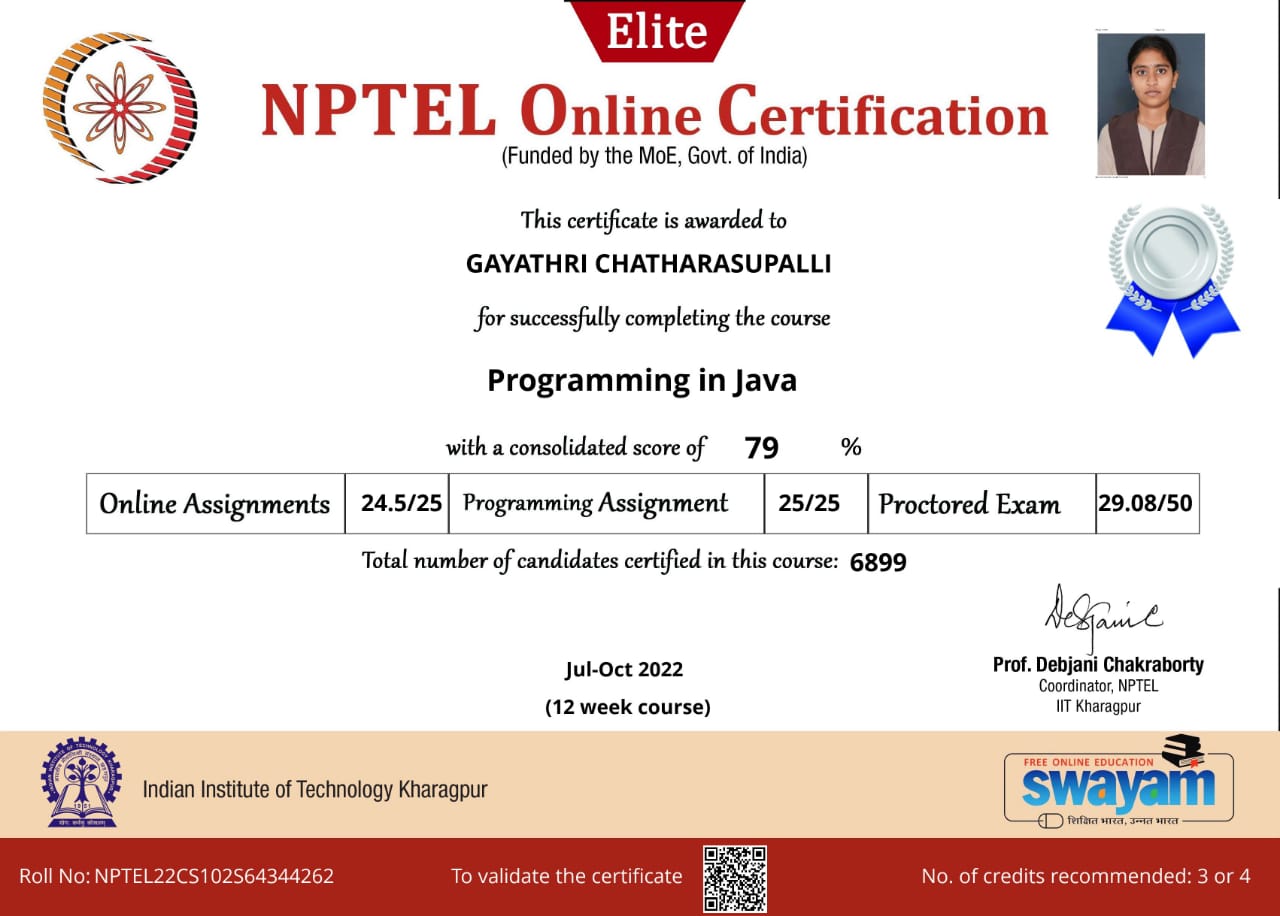 Elite
NPTEL Online Certification
(Funded by the MoE, Govt. of India)
This certificate is awarded to
GAYATHRI CHATHARASUPALLI
for successfully completing the course
Programming in Java
with a consolidated score of 79 %
Online Assignments 24.5/25 Programming Assignment 25/25 Proctored Exam 29.08/50
Total number of candidates certified in this course: 6899
Jul-Oct 2022
(12 week course)
Prof. Debjani Chakraborty
Coordinator, NPTEL
IIT Kharagpur
Indian Institute of Technology Kharagpur
FREE ONLINE EDUCATION
swayam
शिक्षित भारत, उन्नत भारत
Roll No: NPTEL22CS102S64344262
To validate the certificate
No. of credits recommended: 3 or 4